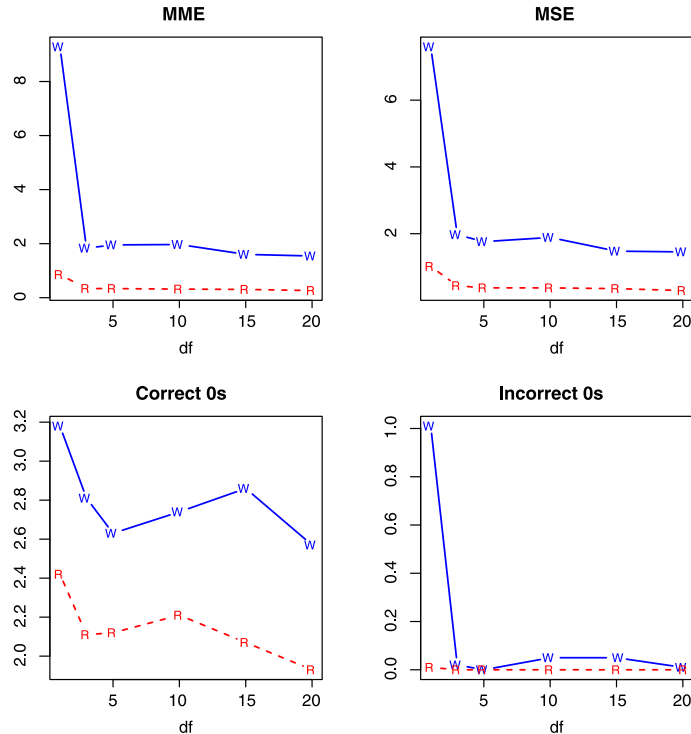 MME
W
W W W W W
R R R R R R
0 2 4 6 8
5 10 15 20
df
MSE
W
W W W W W
R R R R R R
2 4 6
5 10 15 20
df
Correct 0s
W
W W W W W
R R R R R R
2.0 2.2 2.4 2.6 2.8 3.0 3.2
5 10 15 20
df
Incorrect 0s
W
W W W W W
R R R R R R
0.0 0.2 0.4 0.6 0.8 1.0
5 10 15 20
df